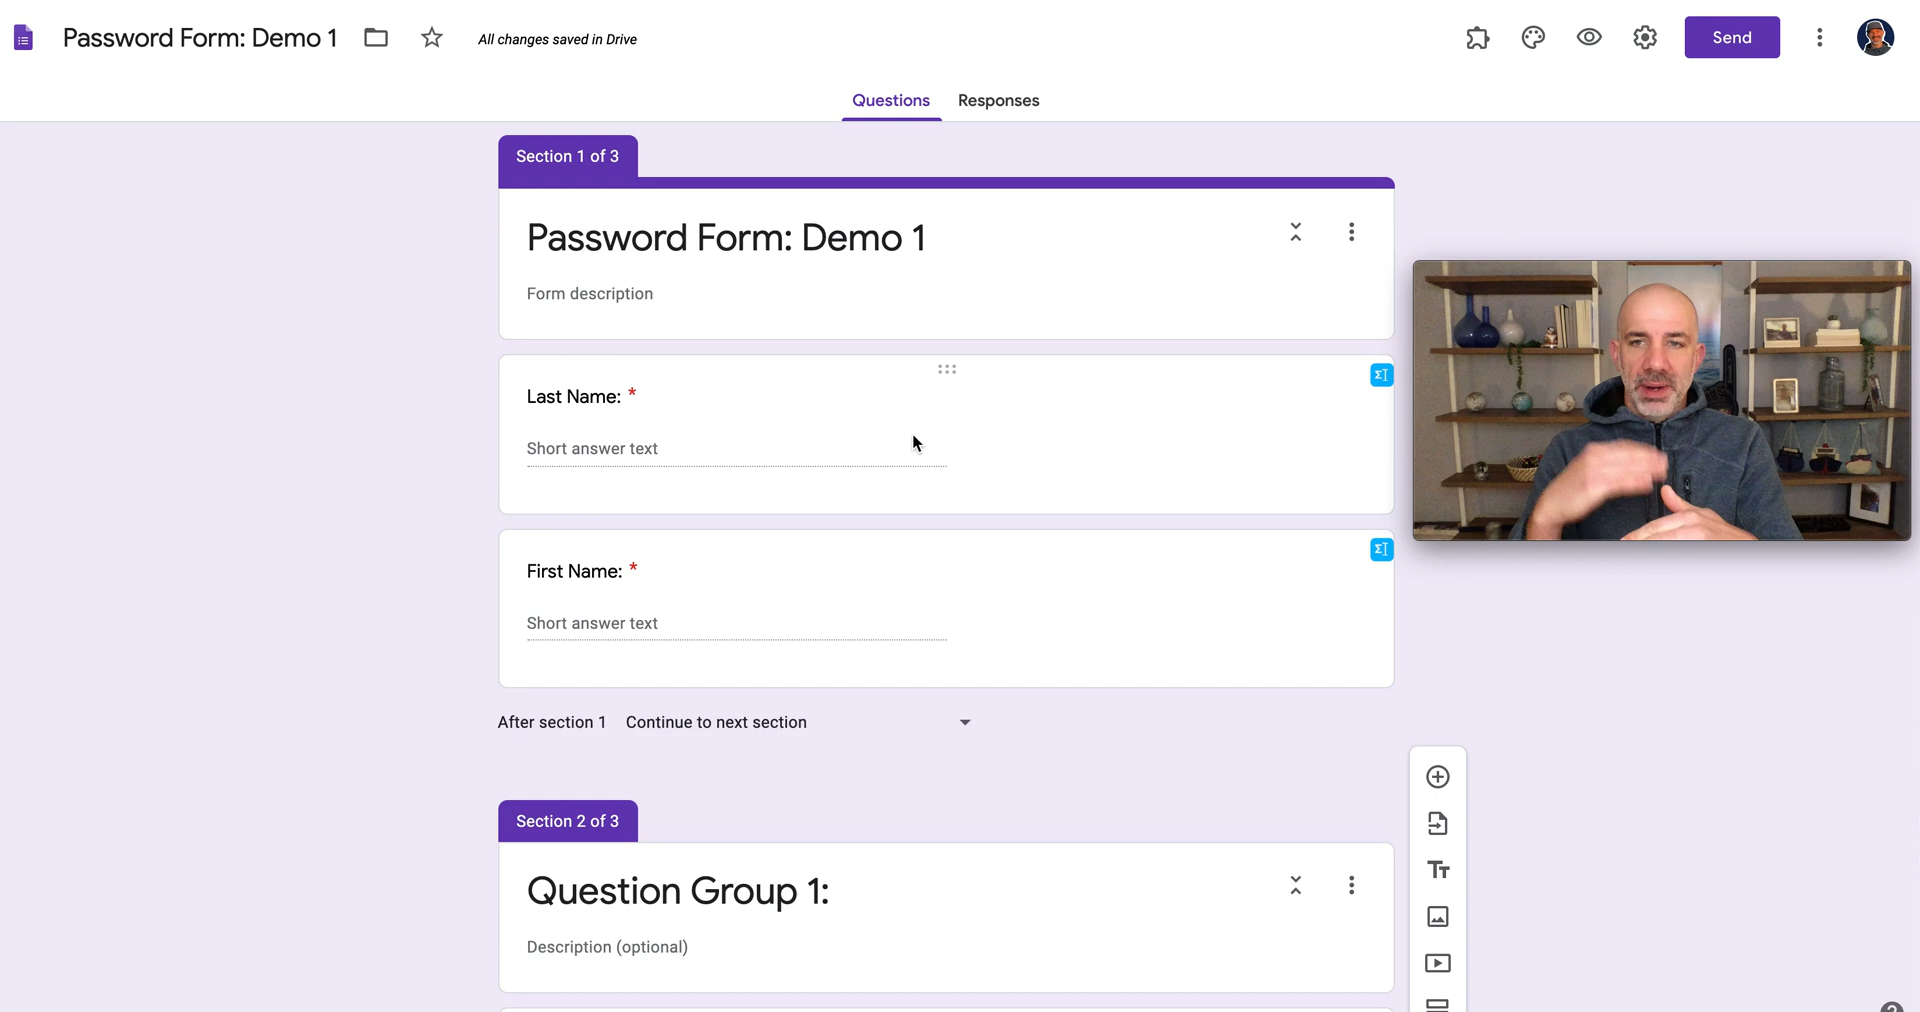 Password Form: Demo 1
All changes saved in Drive
Send
Questions
Responses
Section 1 of 3
Password Form: Demo 1
Form description
Last Name: *
Short answer text
First Name: *
Short answer text
After section 1 Continue to next section
Section 2 of 3
Question Group 1:
Description (optional)